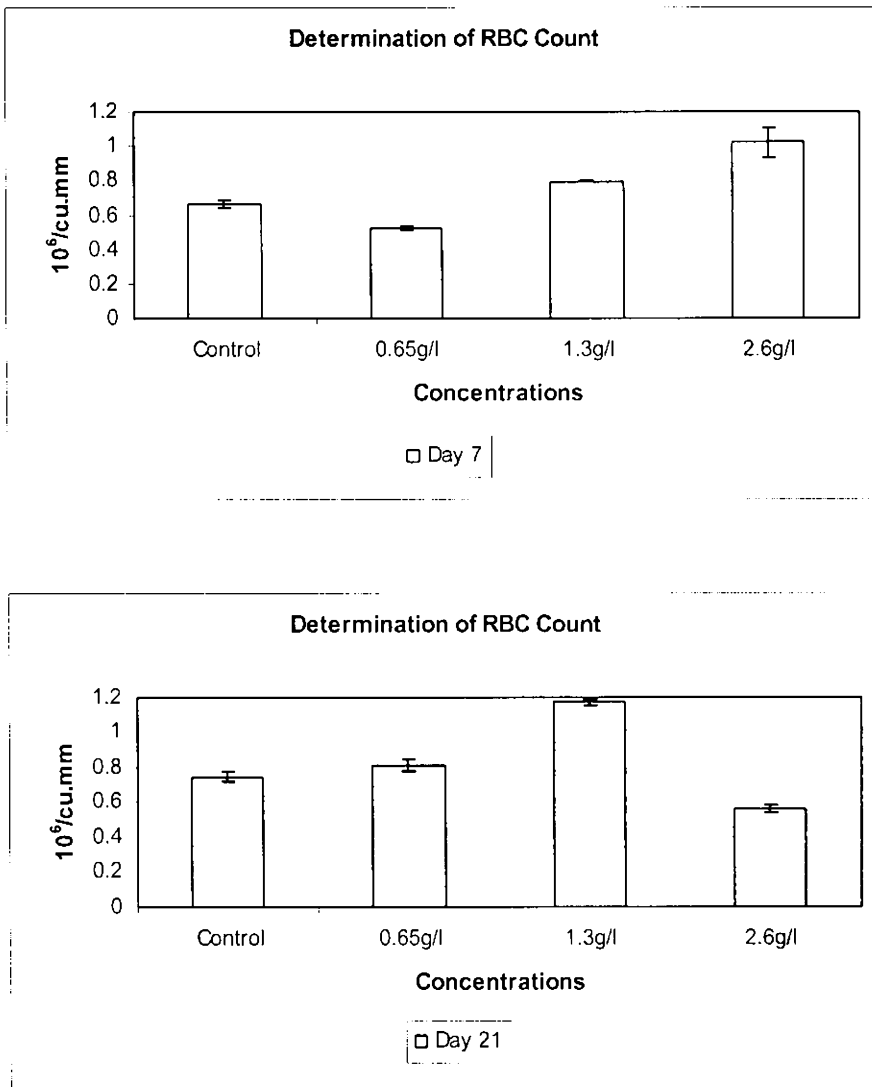 Determination of RBC Count
1.2
1
0.8
0.6
0.4
0.2
0
10⁶/cu.mm
Control 0.65g/l 1.3g/l 2.6g/l
Concentrations
Day 7
Determination of RBC Count
1.2
1
0.8
0.6
0.4
0.2
0
10⁶/cu.mm
Control 0.65g/l 1.3g/l 2.6g/l
Concentrations
Day 21